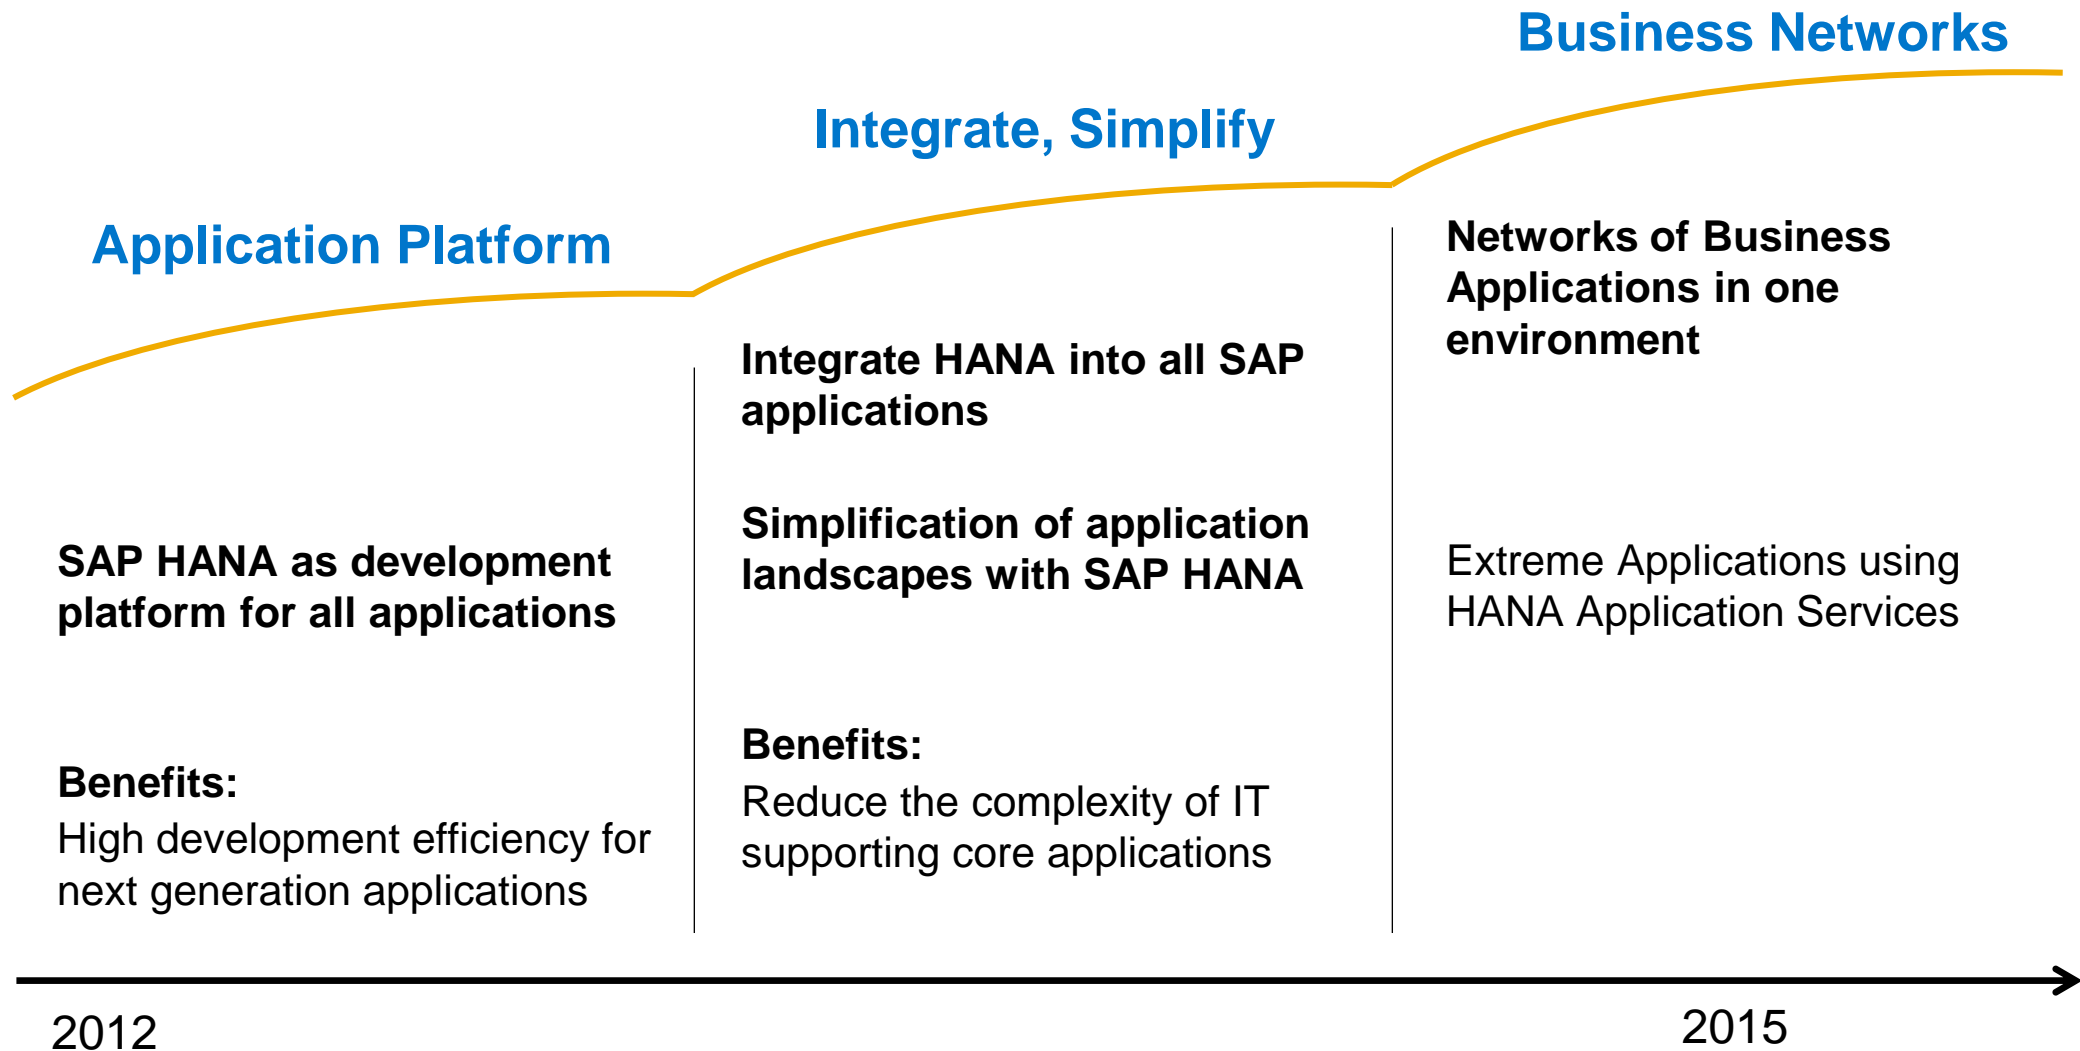 Application Platform
SAP HANA as development
platform for all applications
Benefits:
High development efficiency for
next generation applications
Integrate, Simplify
Integrate HANA into all SAP
applications
Simplification of application
landscapes with SAP HANA
Benefits:
Reduce the complexity of IT
supporting core applications
Business Networks
Networks of Business
Applications in one
environment
Extreme Applications using
HANA Application Services
2012
2015